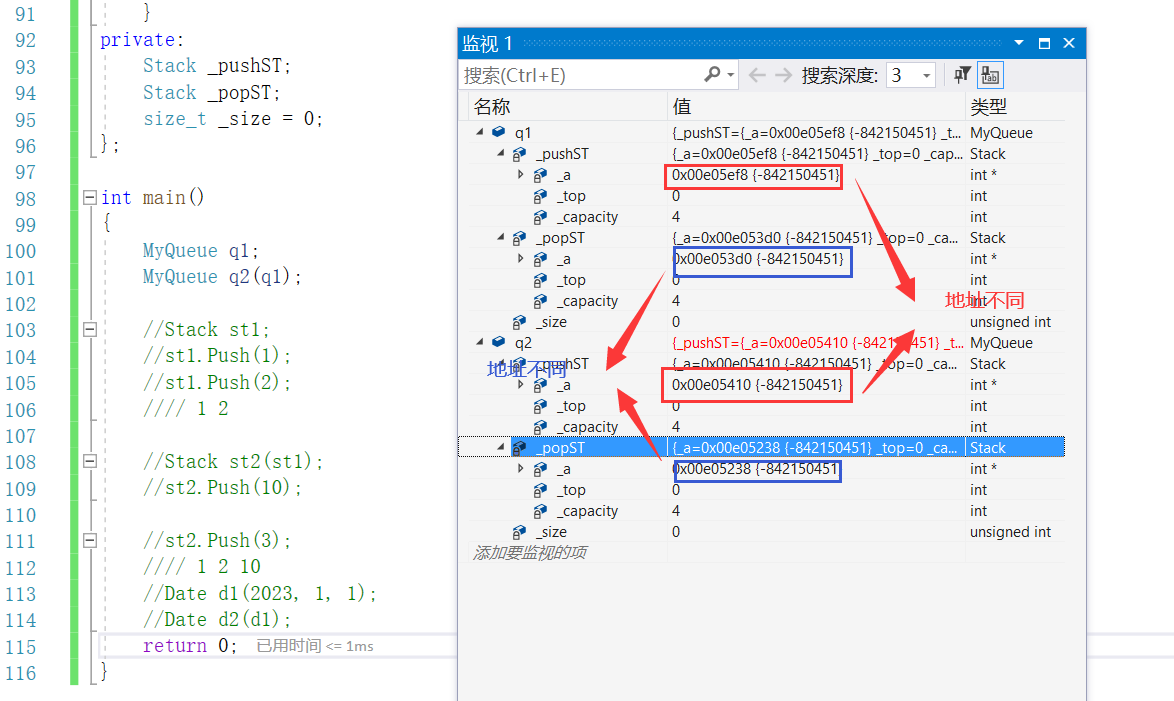 91 }
92 private:
93 Stack _pushST;
94 Stack _popST;
95 size_t _size = 0;
96 };
97
98 int main()
99 {
100 MyQueue q1;
101 MyQueue q2(q1);
102
103 //Stack st1;
104 //st1.Push(1);
105 //st1.Push(2);
106 //// 1 2
107
108 //Stack st2(st1);
109 //st2.Push(10);
110
111 //st2.Push(3);
112 //// 1 2 10
113 //Date d1(2023, 1, 1);
114 //Date d2(d1);
115 return 0; 已用时间 <= 1ms
116 }
监视 1
搜索(Ctrl+E) 搜索深度: 3
名称 值 类型
q1 {_pushST={_a=0x00e05ef8 {-842150451} _t... MyQueue
_pushST {_a=0x00e05ef8 {-842150451} _top=0 _cap... Stack
_a 0x00e05ef8 {-842150451} int *
_top 0 int
_capacity 4 int
_popST {_a=0x00e053d0 {-842150451} _top=0 _ca... Stack
_a 0x00e053d0 {-842150451} int *
_top 0 int
_capacity 4 int
地址不同
_size 0 unsigned int
q2 {_pushST={_a=0x00e05410 {-842150451} _t... MyQueue
_pushST {_a=0x00e05410 {-842150451} _top=0 _ca... Stack
地址不同
_a 0x00e05410 {-842150451} int *
_top 0 int
_capacity 4 int
_popST {_a=0x00e05238 {-842150451} _top=0 _ca... Stack
_a 0x00e05238 {-842150451} int *
_top 0 int
_capacity 4 int
_size 0 unsigned int
添加要监视的项